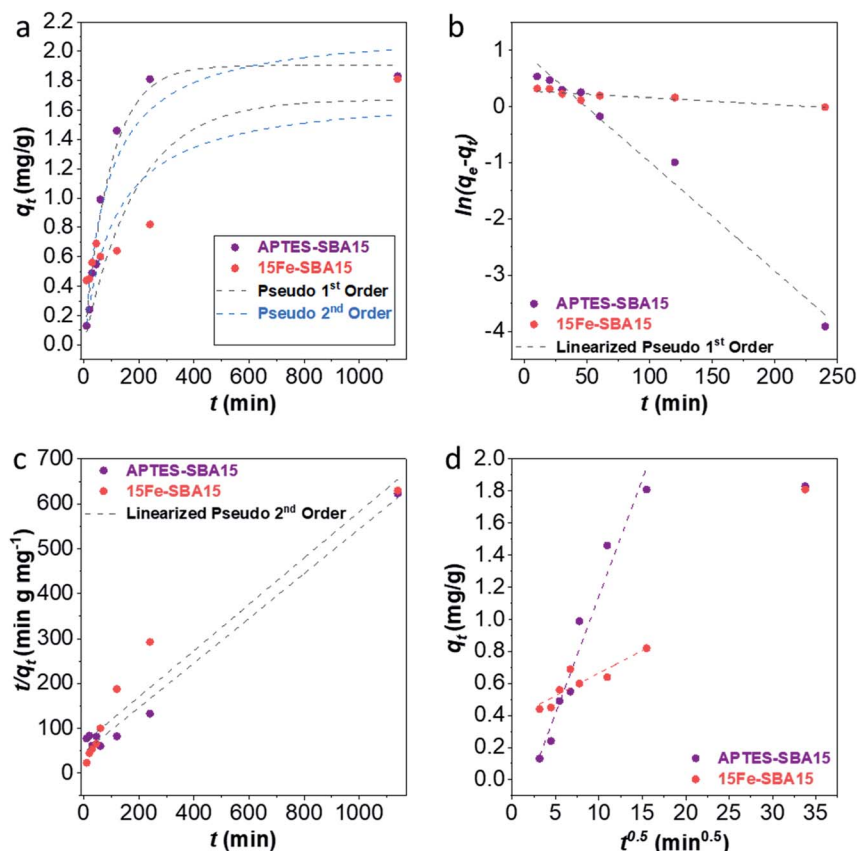 a
2.2
2.0
1.8
1.6
1.4
1.2
1.0
0.8
0.6
0.4
0.2
0.0
qt (mg/g)
APTES-SBA15
15Fe-SBA15
Pseudo 1st Order
Pseudo 2nd Order
0 200 400 600 800 1000
t (min)
b
1
0
-1
-2
-3
-4
ln(qe-qt)
APTES-SBA15
15Fe-SBA15
Linearized Pseudo 1st Order
0 50 100 150 200 250
t (min)
c
700
600
500
400
300
200
100
0
t/qt (min g mg-1)
APTES-SBA15
15Fe-SBA15
Linearized Pseudo 2nd Order
0 200 400 600 800 1000
t (min)
d
2.0
1.8
1.6
1.4
1.2
1.0
0.8
0.6
0.4
0.2
0.0
qt (mg/g)
APTES-SBA15
15Fe-SBA15
0 5 10 15 20 25 30 35
t0.5 (min0.5)